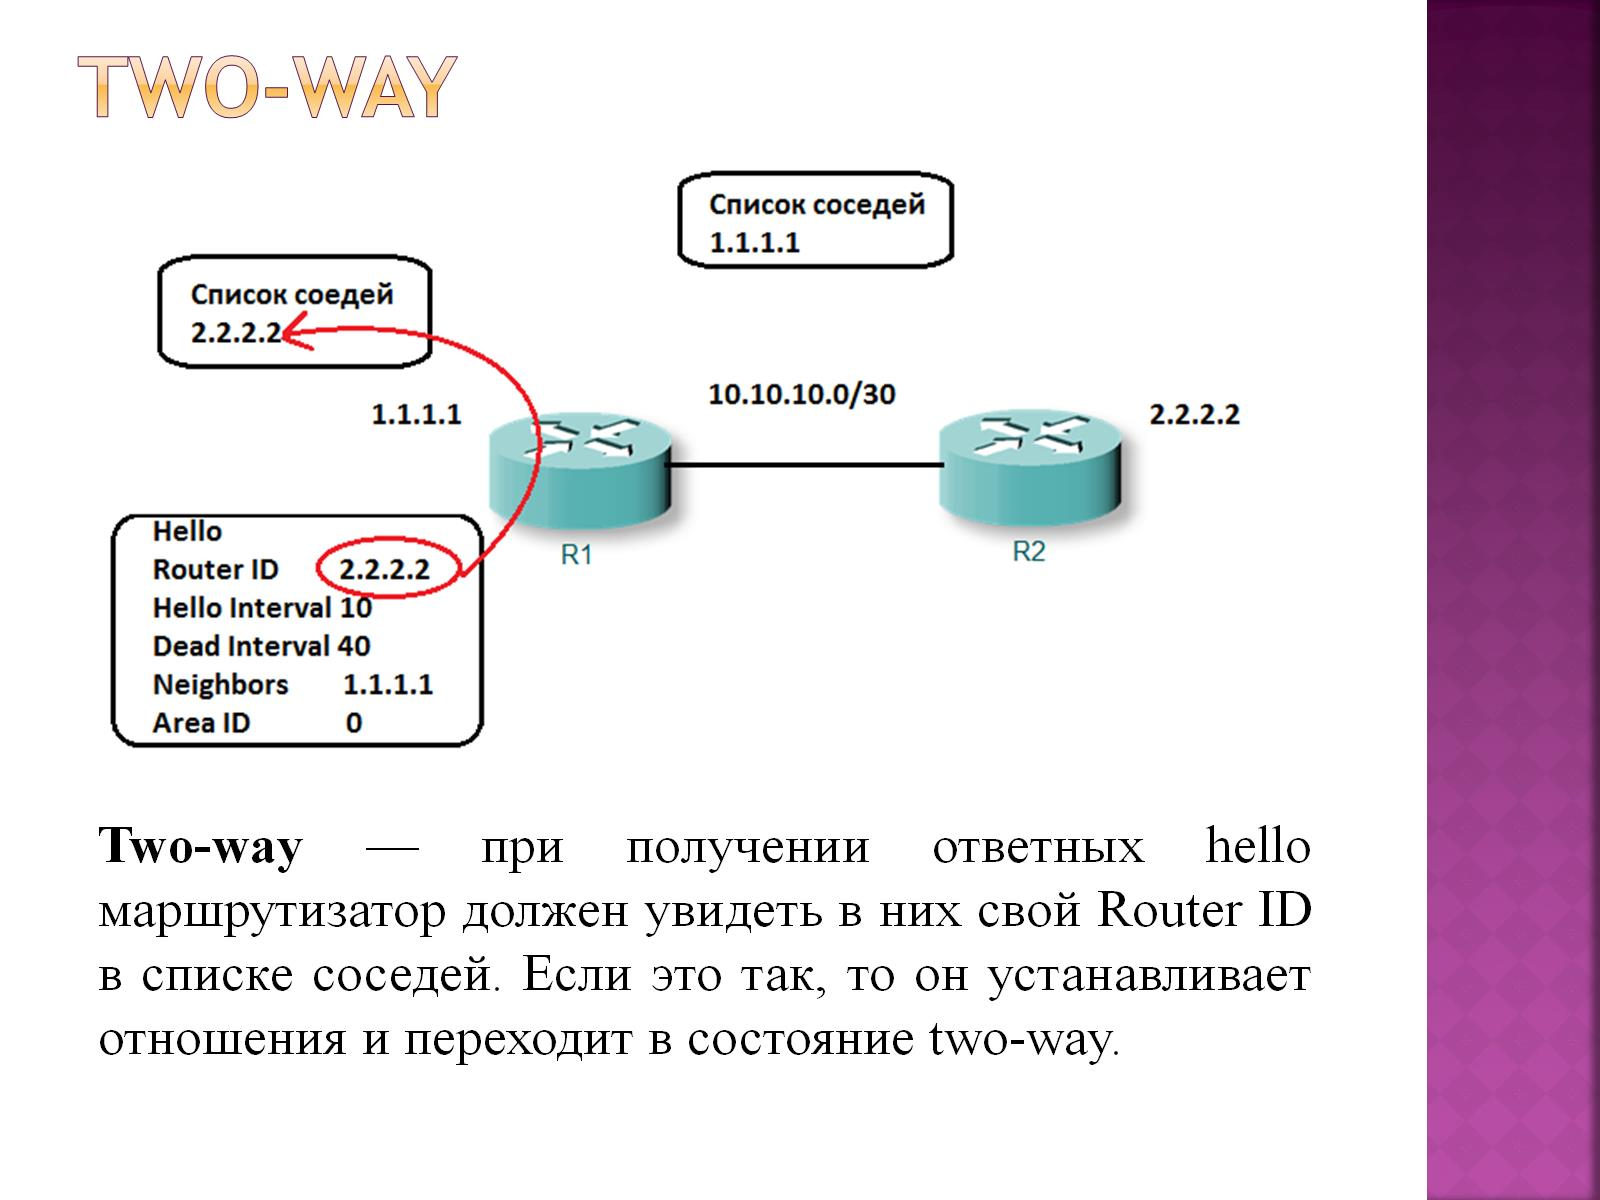 TWO-WAY
Список соседей
1.1.1.1
Список соедей
2.2.2.2
10.10.10.0/30
1.1.1.1
2.2.2.2
R1
R2
Hello
Router ID 2.2.2.2
Hello Interval 10
Dead Interval 40
Neighbors 1.1.1.1
Area ID 0
Two-way — при получении ответных hello
маршрутизатор должен увидеть в них свой Router ID
в списке соседей. Если это так, то он устанавливает
отношения и переходит в состояние two-way.